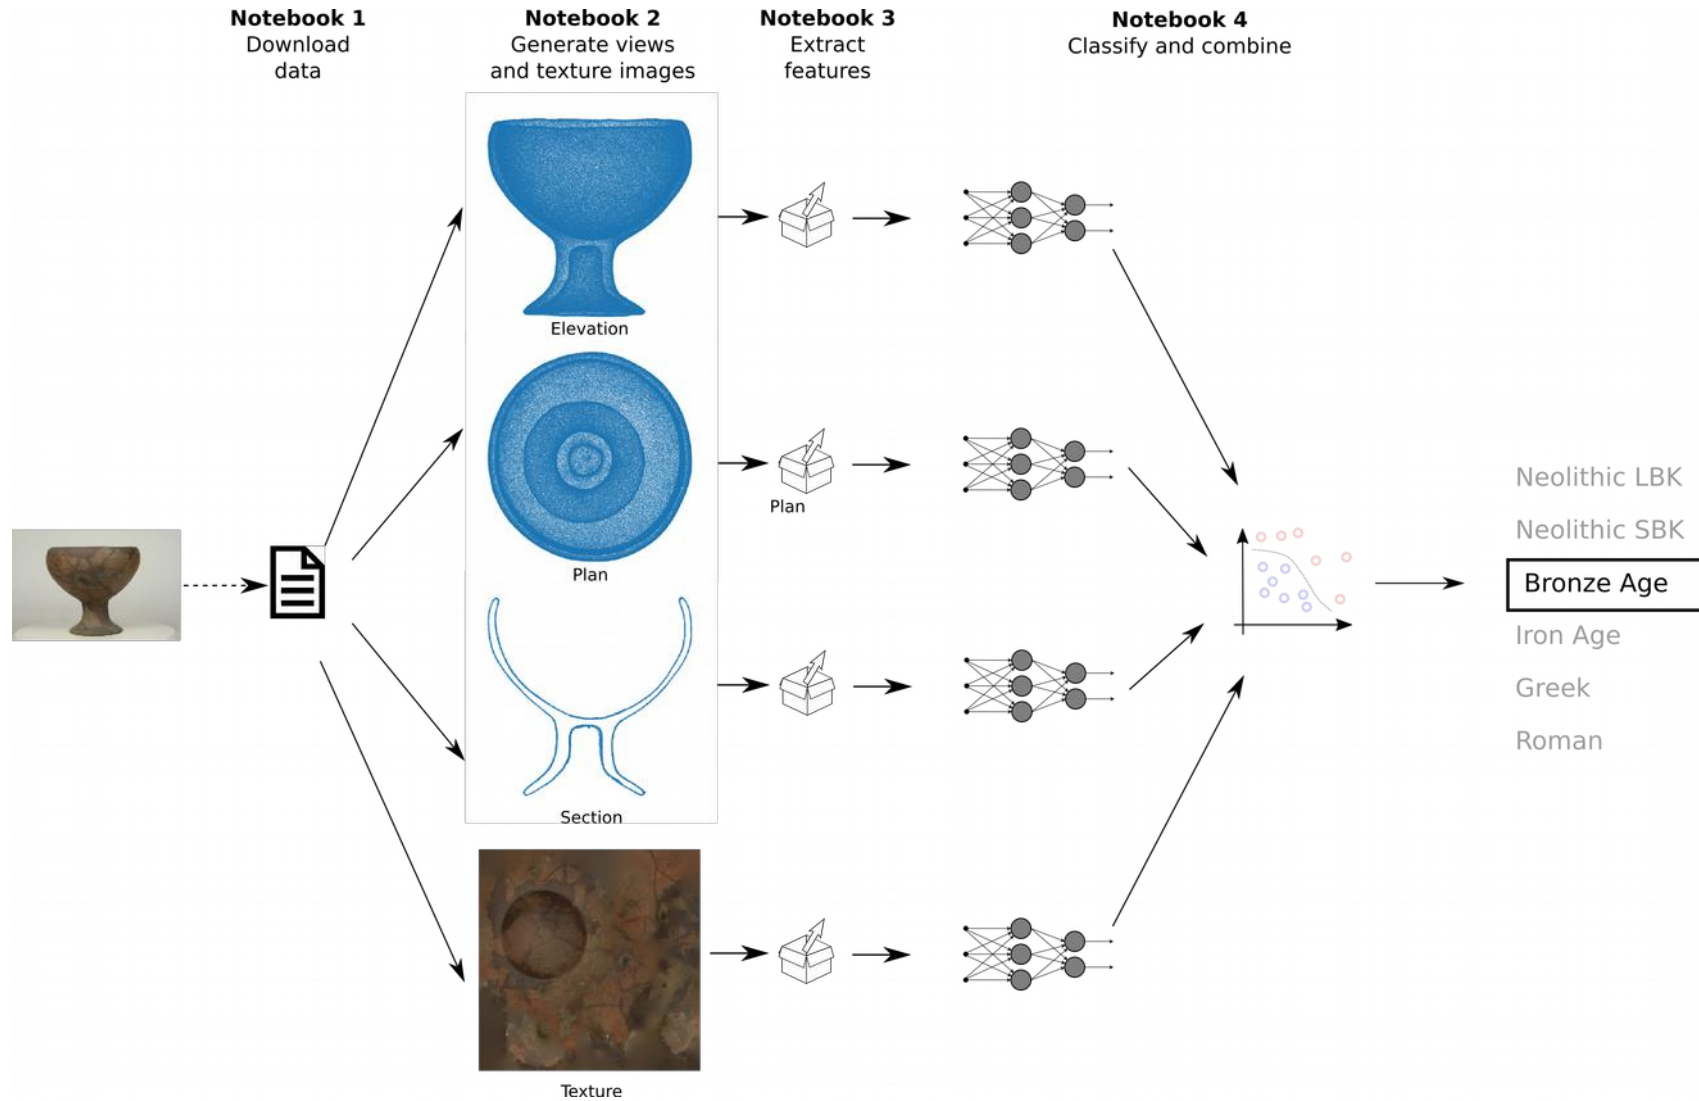 Notebook 1
Download
data
Notebook 2
Generate views
and texture images
Notebook 3
Extract
features
Notebook 4
Classify and combine
Elevation
Plan
Plan
Section
Texture
Neolithic LBK
Neolithic SBK
Bronze Age
Iron Age
Greek
Roman